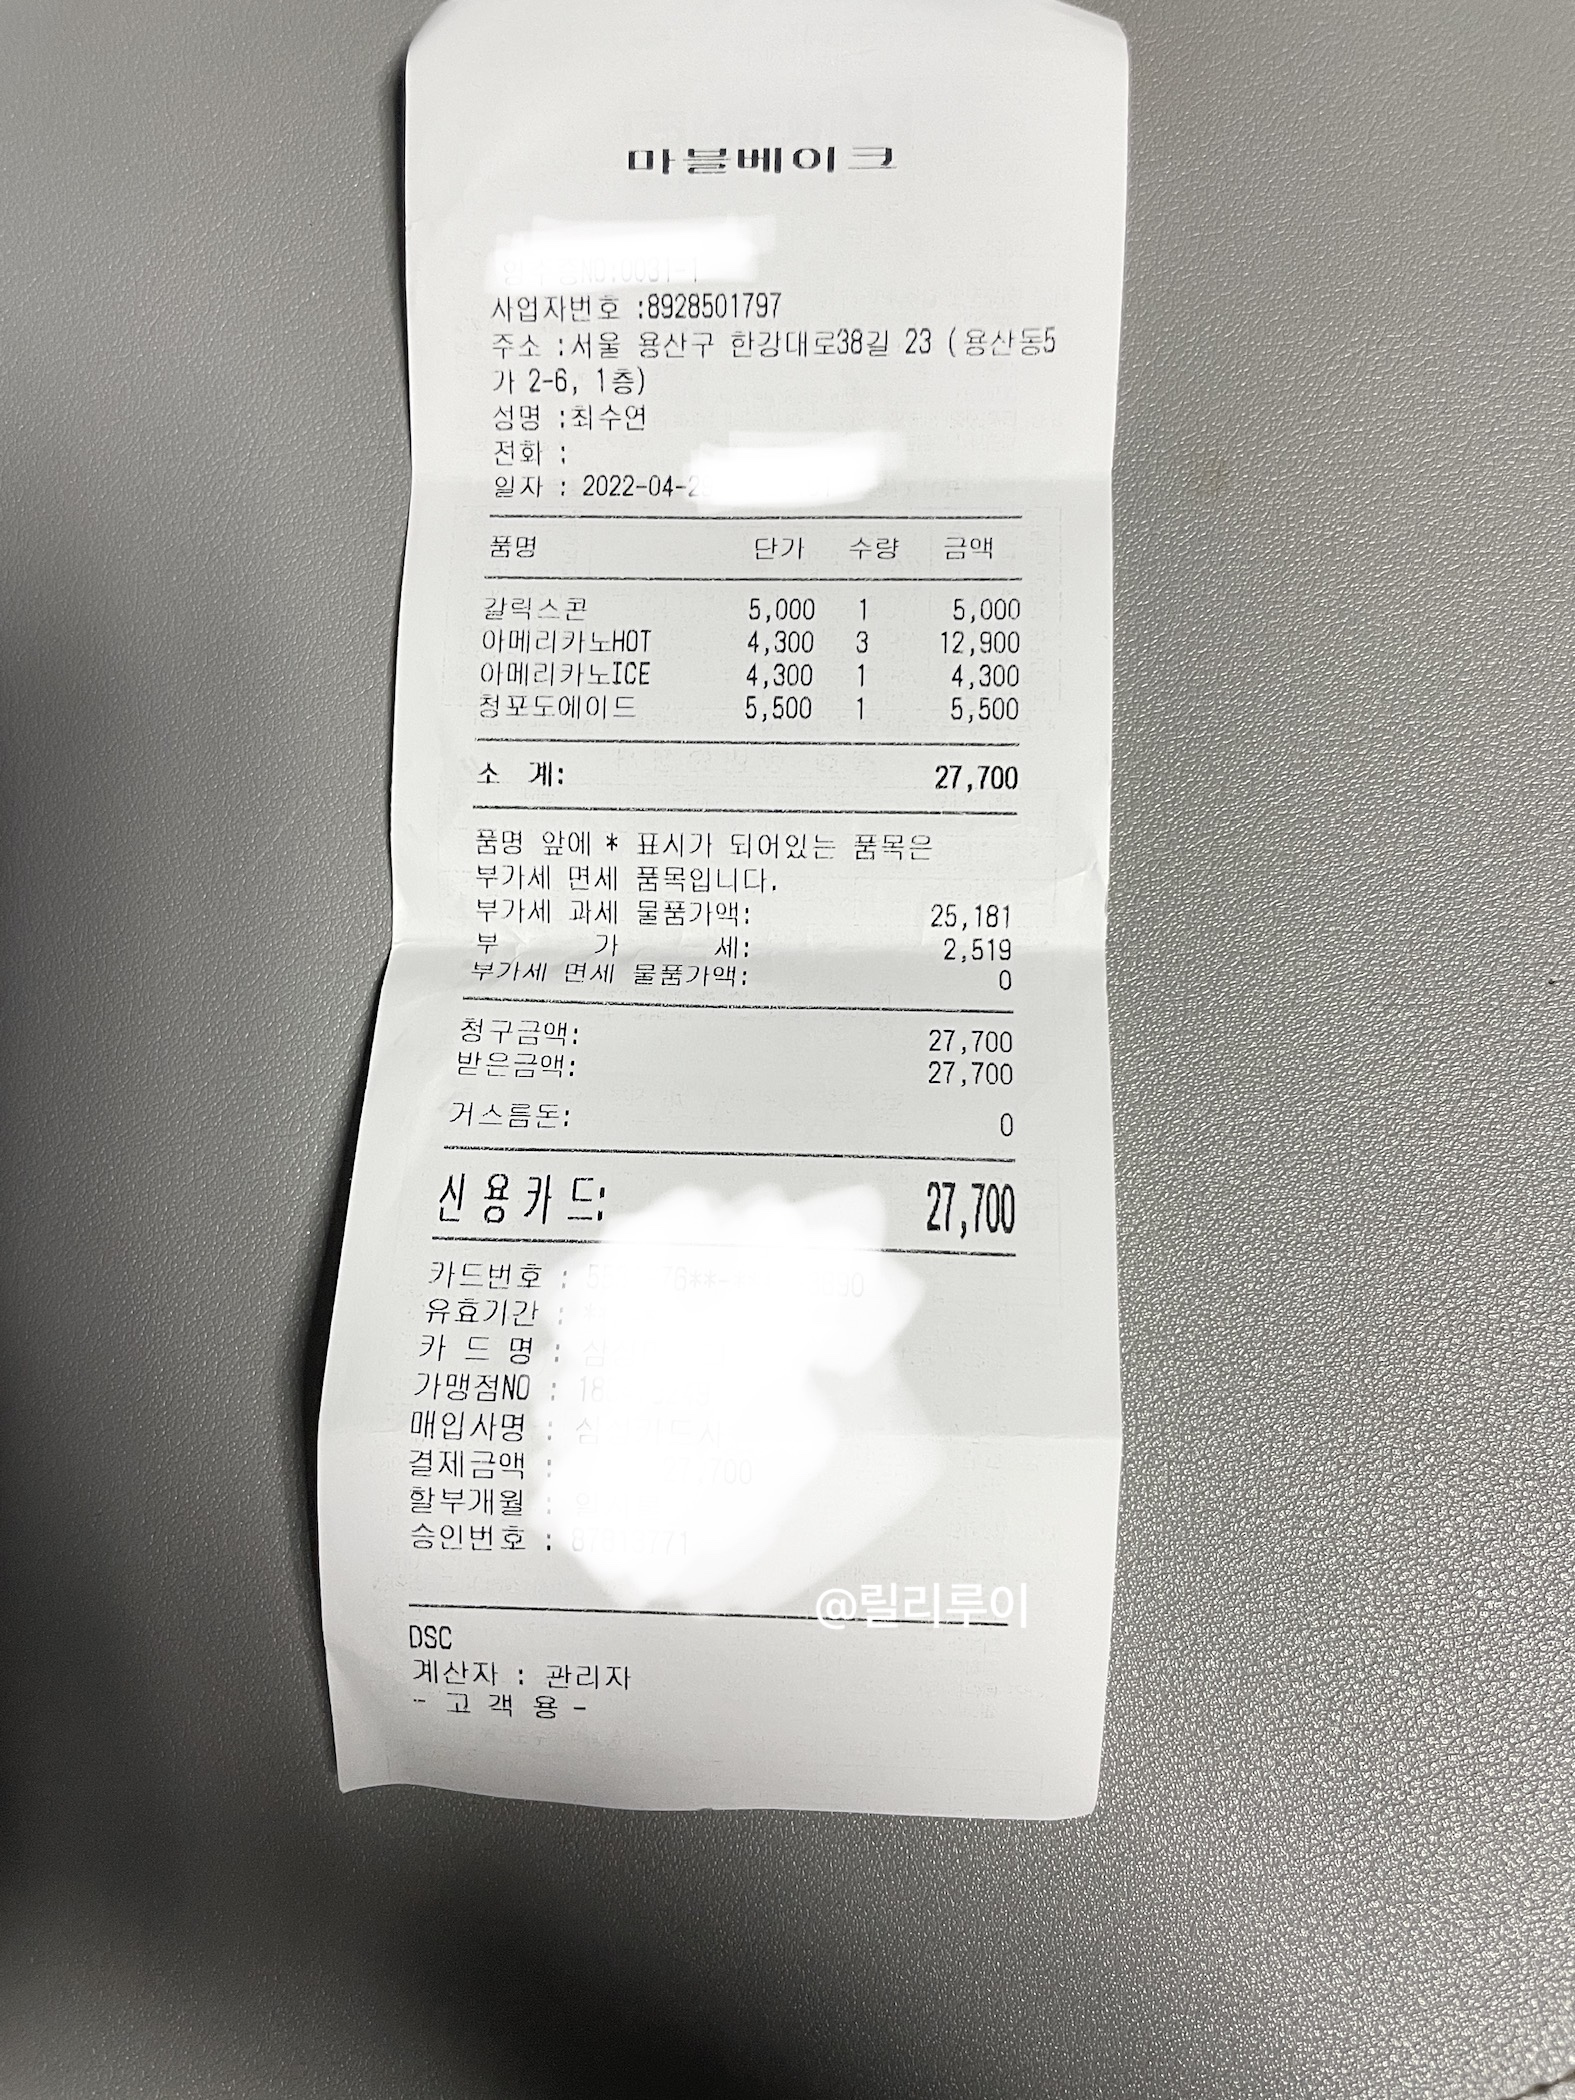 마블베이크
사업자번호 :8928501797
주소 :서울 용산구 한강대로38길 23 (용산동5
가 2-6, 1층)
성명 :최수연
전화 :
일자 : 2022-04-2
품명 단가 수량 금액
갈릭스콘 5,000 1 5,000
아메리카노HOT 4,300 3 12,900
아메리카노ICE 4,300 1 4,300
청포도에이드 5,500 1 5,500
소 계: 27,700
품명 앞에 * 표시가 되어있는 품목은
부가세 면세 품목입니다.
부가세 과세 물품가액: 25,181
부 가 세: 2,519
부가세 면세 물품가액: 0
청구금액: 27,700
받은금액: 27,700
거스름돈: 0
신용카드: 27,700
카드번호 :
유효기간 :
카 드 명 :
가맹점NO :
매입사명 :
결제금액 :
할부개월 :
승인번호 :
@릴리루이
DSC
계산자 : 관리자
- 고 객 용 -